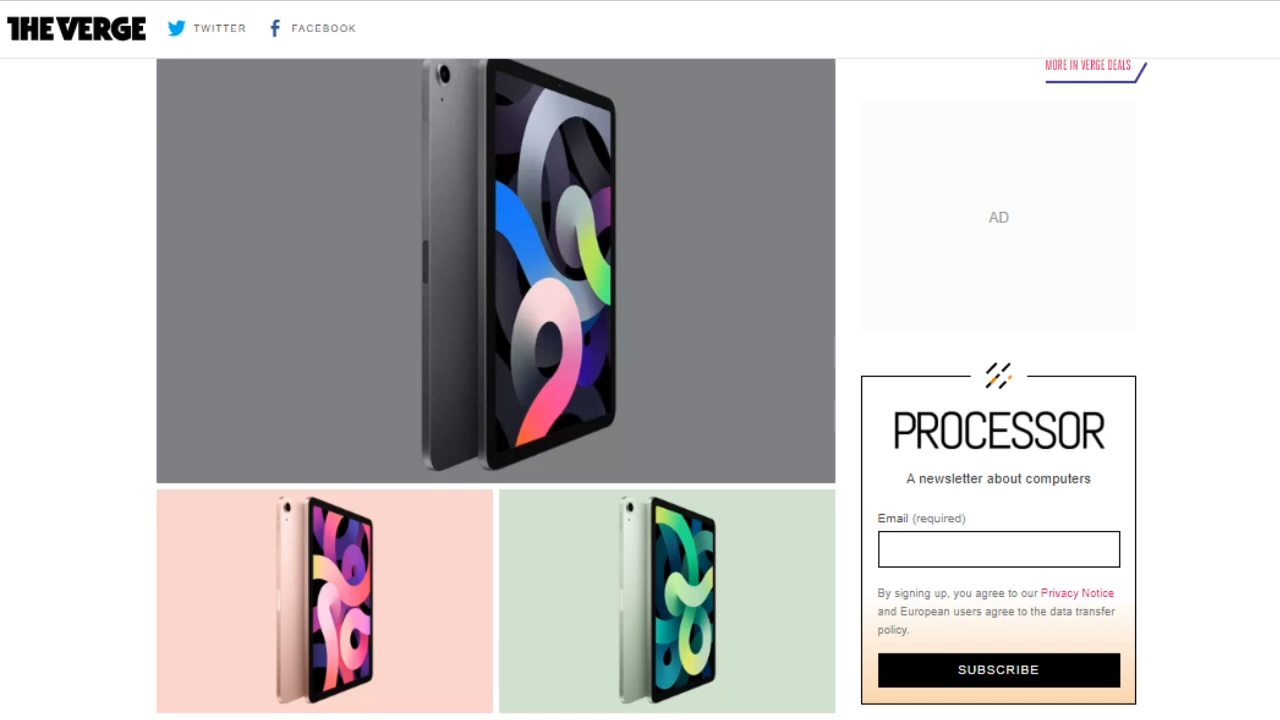 THE VERGE
TWITTER
FACEBOOK
MORE IN VERGE DEALS
AD
PROCESSOR
A newsletter about computers
Email (required)
By signing up, you agree to our Privacy Notice
and European users agree to the data transfer
policy.
SUBSCRIBE